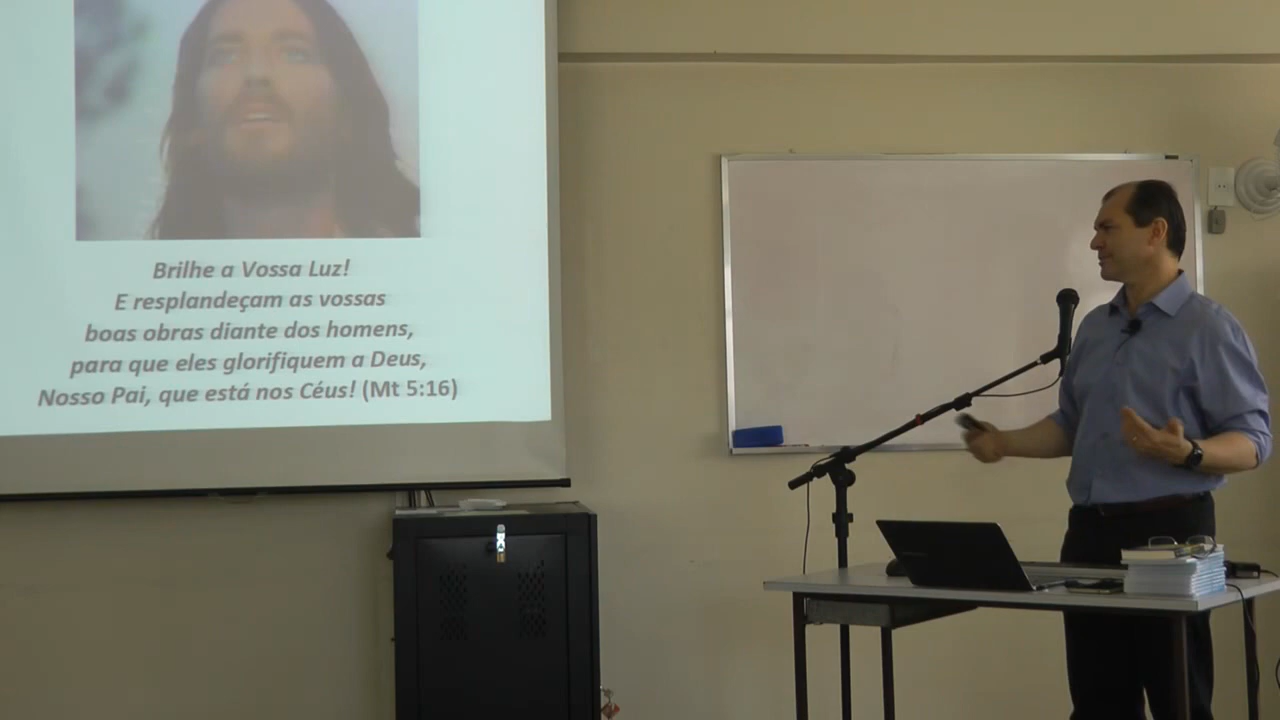 Brilhe a Vossa Luz!
E resplandeçam as vossas
boas obras diante dos homens,
para que eles glorifiquem a Deus,
Nosso Pai, que está nos Céus! (Mt 5:16)